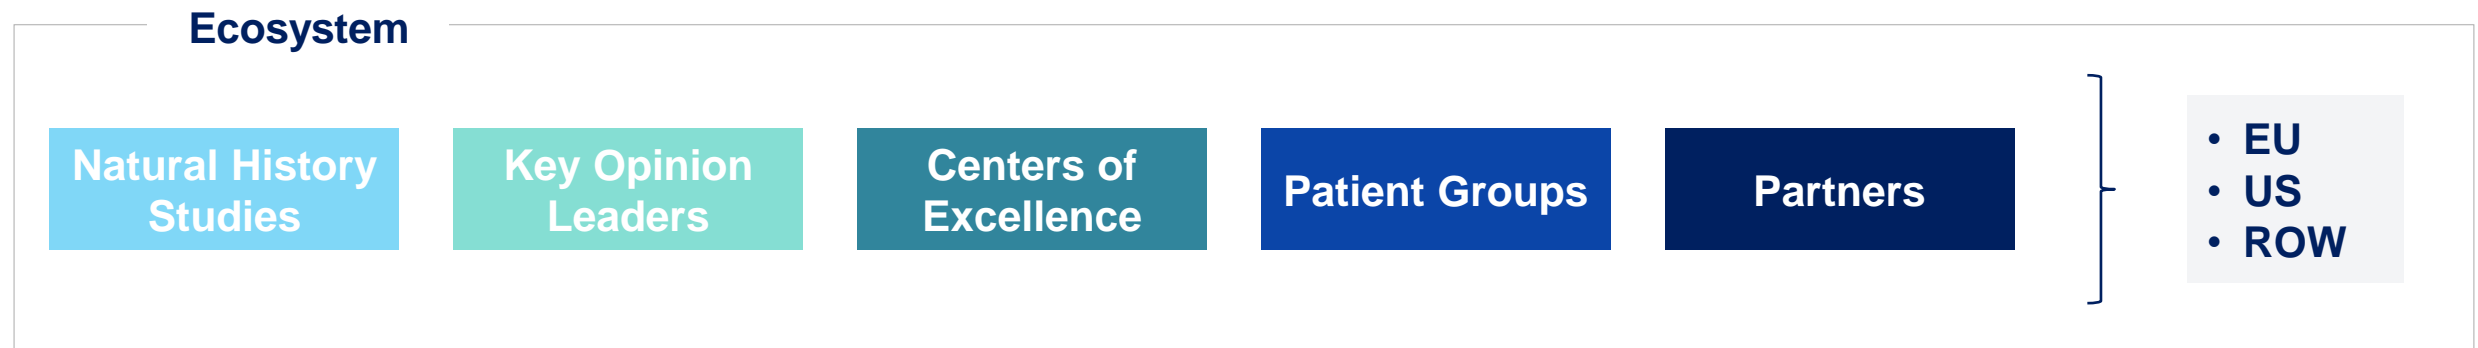 Ecosystem
Natural History
Studies
Key Opinion
Leaders
Centers of
Excellence
Patient Groups
Partners
• EU
• US
• ROW